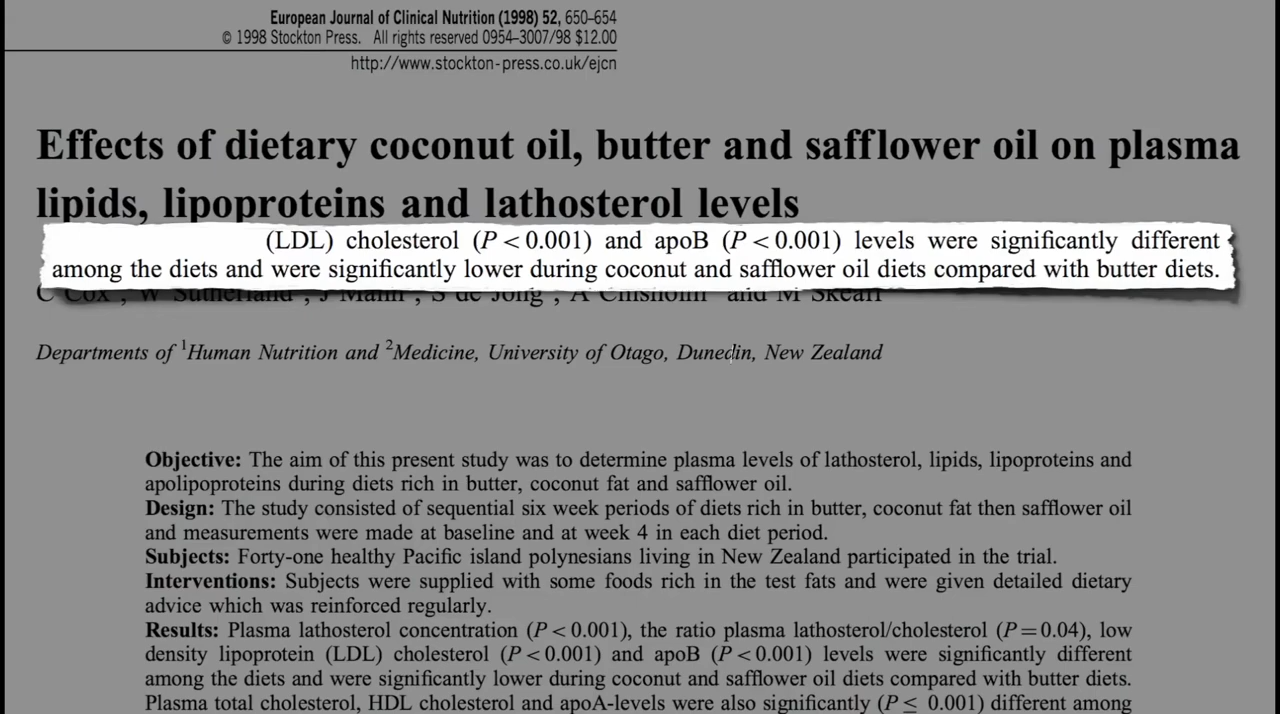 European Journal of Clinical Nutrition (1998) 52, 650–654
© 1998 Stockton Press. All rights reserved 0954–3007/98 $12.00
http://www.stockton-press.co.uk/ejcn
Effects of dietary coconut oil, butter and safflower oil on plasma
lipids, lipoproteins and lathosterol levels
(LDL) cholesterol (P < 0.001) and apoB (P < 0.001) levels were significantly different
among the diets and were significantly lower during coconut and safflower oil diets compared with butter diets.
C Cox , W Sutherland , J Mann , S de Jong , A Chisholm and M Skeaff
Departments of ¹Human Nutrition and ²Medicine, University of Otago, Dunedin, New Zealand
Objective: The aim of this present study was to determine plasma levels of lathosterol, lipids, lipoproteins and
apolipoproteins during diets rich in butter, coconut fat and safflower oil.
Design: The study consisted of sequential six week periods of diets rich in butter, coconut fat then safflower oil
and measurements were made at baseline and at week 4 in each diet period.
Subjects: Forty-one healthy Pacific island polynesians living in New Zealand participated in the trial.
Interventions: Subjects were supplied with some foods rich in the test fats and were given detailed dietary
advice which was reinforced regularly.
Results: Plasma lathosterol concentration (P < 0.001), the ratio plasma lathosterol/cholesterol (P = 0.04), low
density lipoprotein (LDL) cholesterol (P < 0.001) and apoB (P < 0.001) levels were significantly different
among the diets and were significantly lower during coconut and safflower oil diets compared with butter diets.
Plasma total cholesterol, HDL cholesterol and apoA-levels were also significantly (P ≤ 0.001) different among